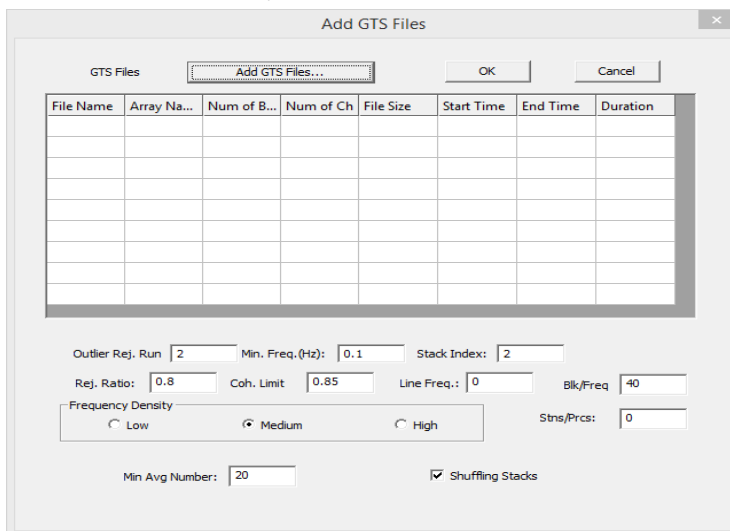 Add GTS Files
GTS Files Add GTS Files... OK Cancel
File Name Array Na... Num of B... Num of Ch File Size Start Time End Time Duration
Outlier Rej. Run 2 Min. Freq.(Hz): 0.1 Stack Index: 2
Rej. Ratio: 0.8 Coh. Limit 0.85 Line Freq.: 0 Blk/Freq 40
Frequency Density
Low Medium High Stns/Prcs: 0
Min Avg Number: 20 Shuffling Stacks